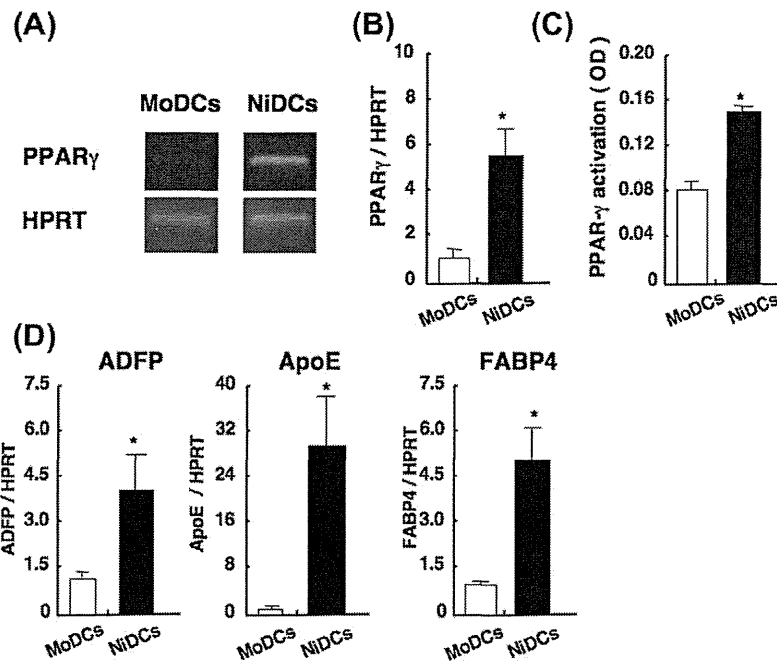 (A)
MoDCs NiDCs
PPARγ
HPRT
(B)
PPARγ / HPRT
10
8
6
4
2
0
*
MoDCs NiDCs
(C)
PPAR-γ activation ( OD )
0.20
0.16
0.12
0.08
0.04
0
*
MoDCs NiDCs
(D)
ADFP
ADFP / HPRT
7.5
6.0
4.5
3.0
1.5
0
*
MoDCs NiDCs
ApoE
ApoE / HPRT
40
32
24
16
8
0
*
MoDCs NiDCs
FABP4
FABP4 / HPRT
7.5
6.0
4.5
3.0
1.5
0
*
MoDCs NiDCs